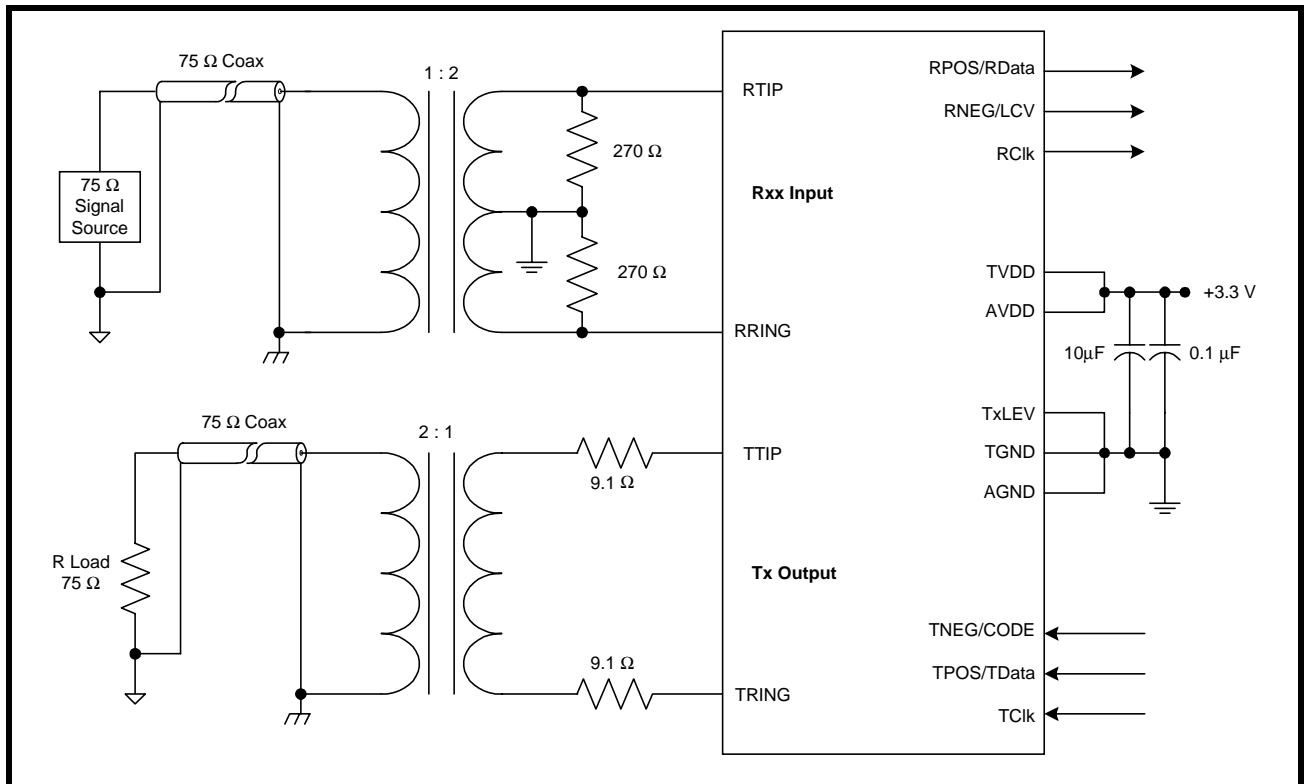 75 Ω Coax
1 : 2
75 Ω
Signal
Source
270 Ω
270 Ω
RTIP
Rxx Input
RRING
RPOS/RData
RNEG/LCV
RClk
TVDD
AVDD
+3.3 V
10µF
0.1 µF
TxLEV
TGND
AGND
75 Ω Coax
2 : 1
R Load
75 Ω
9.1 Ω
9.1 Ω
TTIP
Tx Output
TRING
TNEG/CODE
TPOS/TData
TClk